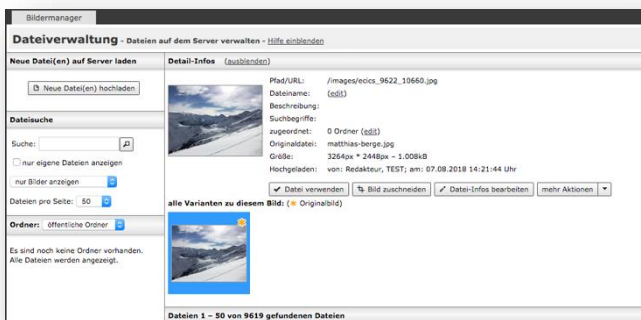 Bildermanager
Dateiverwaltung - Dateien auf dem Server verwalten - Hilfe einblenden
Neue Datei(en) auf Server laden
Neue Datei(en) hochladen
Dateisuche
Suche:
nur eigene Dateien anzeigen
nur Bilder anzeigen
Dateien pro Seite: 50
Ordner: öffentliche Ordner
Es sind noch keine Ordner vorhanden.
Alle Dateien werden angezeigt.
Detail-Infos (ausblenden)
Pfad/URL: /images/ecics_9622_10660.jpg
Dateiname: (edit)
Beschreibung:
Suchbegriffe:
zugeordnet: 0 Ordner (edit)
Originaldatei: matthias-berge.jpg
Größe: 3264px * 2448px - 1.008kB
Hochgeladen: von: Redakteur, TEST; am: 07.08.2018 14:21:44 Uhr
Datei verwenden Bild zuschneiden Datei-Infos bearbeiten mehr Aktionen
alle Varianten zu diesem Bild: (* Originalbild)
Dateien 1 - 50 von 9619 gefundenen Dateien